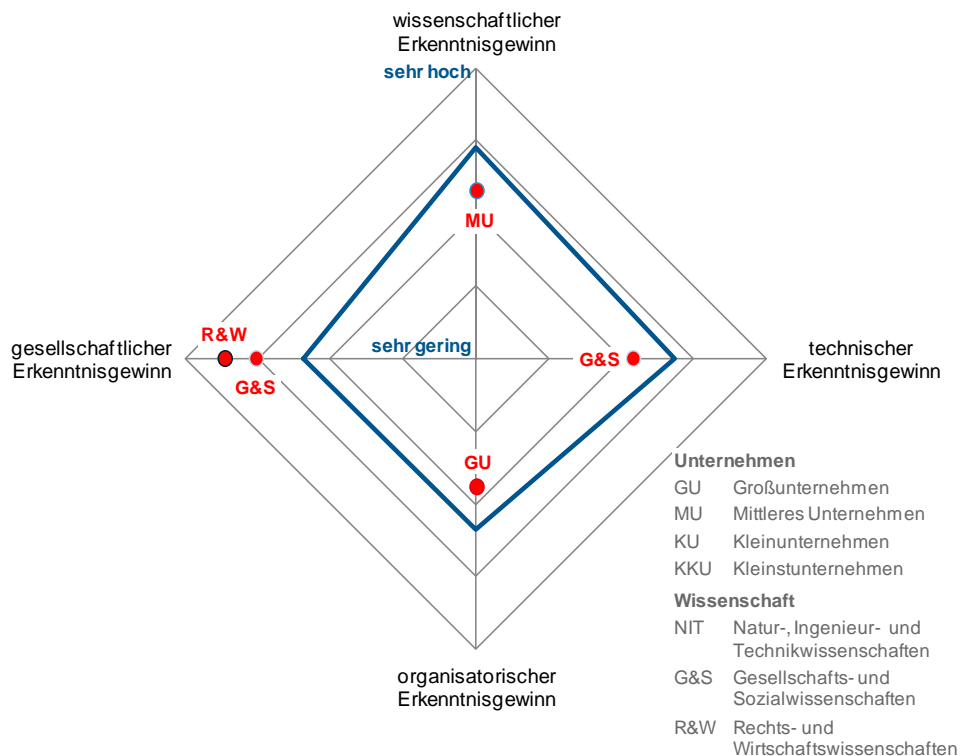 wissenschaftlicher
Erkenntnisgewinn
sehr hoch
MU
R&W
gesellschaftlicher
Erkenntnisgewinn
sehr gering
G&S
G&S
technischer
Erkenntnisgewinn
GU
organisatorischer
Erkenntnisgewinn
Unternehmen
GU Großunternehmen
MU Mittleres Unternehmen
KU Kleinunternehmen
KKU Kleinstunternehmen
Wissenschaft
NIT Natur-, Ingenieur- und
Technikwissenschaften
G&S Gesellschafts- und
Sozialwissenschaften
R&W Rechts- und
Wirtschaftswissenschaften